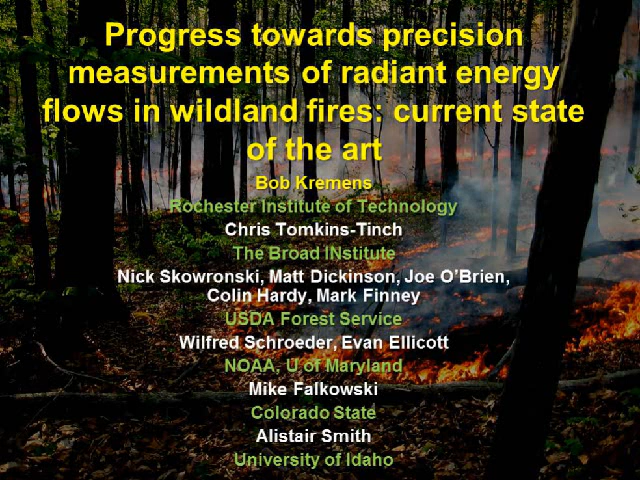 Progress towards precision
measurements of radiant energy
flows in wildland fires: current state
of the art
Bob Kremens
Rochester Institute of Technology
Chris Tomkins-Tinch
The Broad INstitute
Nick Skowronski, Matt Dickinson, Joe O'Brien,
Colin Hardy, Mark Finney
USDA Forest Service
Wilfred Schroeder, Evan Ellicott
NOAA, U of Maryland
Mike Falkowski
Colorado State
Alistair Smith
University of Idaho